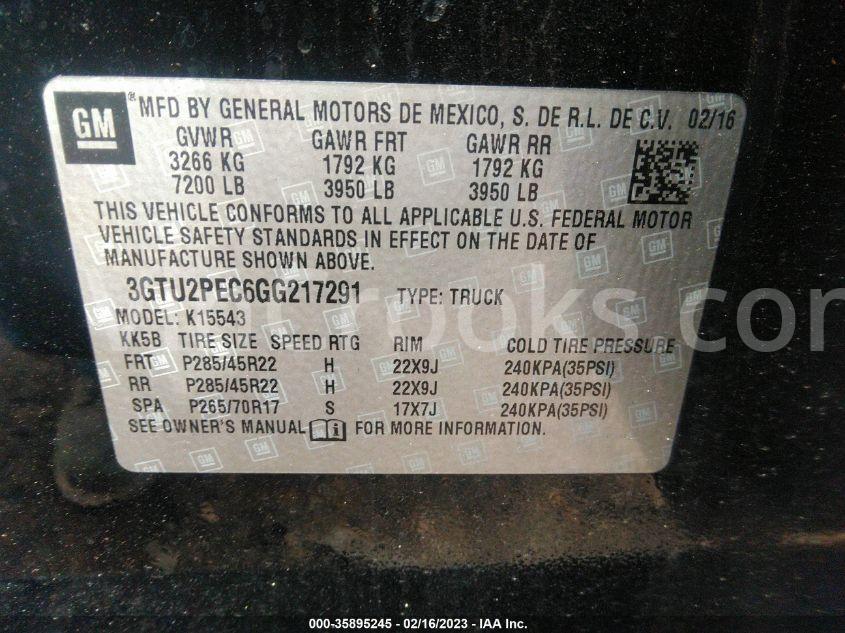 GM ® MFD BY GENERAL MOTORS DE MEXICO, S. DE R.L. DE C.V. 02/16
GVWR GAWR FRT GAWR RR
3266 KG 1792 KG 1792 KG
7200 LB 3950 LB 3950 LB
THIS VEHICLE CONFORMS TO ALL APPLICABLE U.S. FEDERAL MOTOR
VEHICLE SAFETY STANDARDS IN EFFECT ON THE DATE OF
MANUFACTURE SHOWN ABOVE.
3GTU2PEC6GG217291 TYPE: TRUCK
MODEL: K15543
KK5B TIRE SIZE SPEED RTG RIM COLD TIRE PRESSURE
FRT P285/45R22 H 22X9J 240KPA(35PSI)
RR P285/45R22 H 22X9J 240KPA(35PSI)
SPA P265/70R17 S 17X7J 240KPA(35PSI)
SEE OWNER'S MANUAL i FOR MORE INFORMATION.
000-35895245 - 02/16/2023 - IAA Inc.